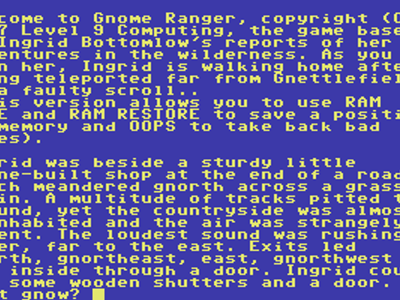 come to Gnome Ranger, copyright (C
7 Level 9 Computing, the game base
Ingrid Bottomlow's reports of her
entures in the wilderness. As you
n her, Ingrid is walking home afte
ng teleported far from Gnettlefiel
a faulty scroll..
is version allows you to use RAM
E and RAM RESTORE to save a positi
memory and OOPS to take back bad
es).
rid was beside a sturdy little
ne-built shop at the end of a road
ch meandered gnorth across a grass
in. A multitude of tracks pitted t
und, yet the countryside was almos
nhabited and the air was strangely
ent. The loudest sound was rushing
er, far to the east. Exits led
rth, gnortheast, east, gnorthwest
inside through a door. Ingrid cou
some wooden shutters and a door.
t gnow?